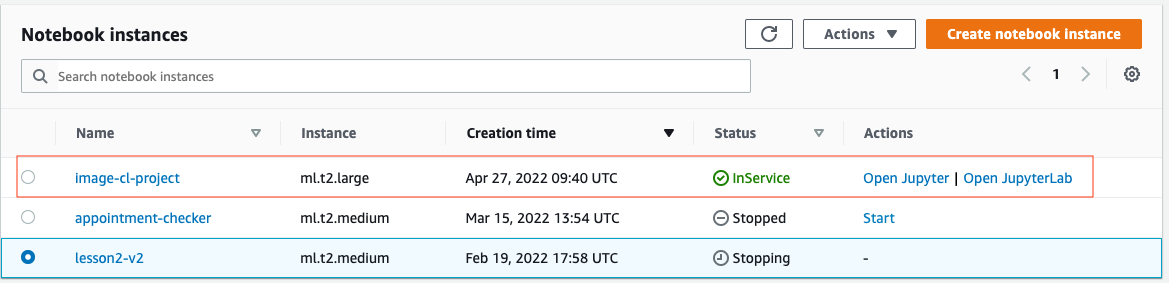 Notebook instances
Actions
Create notebook instance
Search notebook instances
1
Name Instance Creation time Status Actions
image-cl-project ml.t2.large Apr 27, 2022 09:40 UTC InService Open Jupyter | Open JupyterLab
appointment-checker ml.t2.medium Mar 15, 2022 13:54 UTC Stopped Start
lesson2-v2 ml.t2.medium Feb 19, 2022 17:58 UTC Stopping -